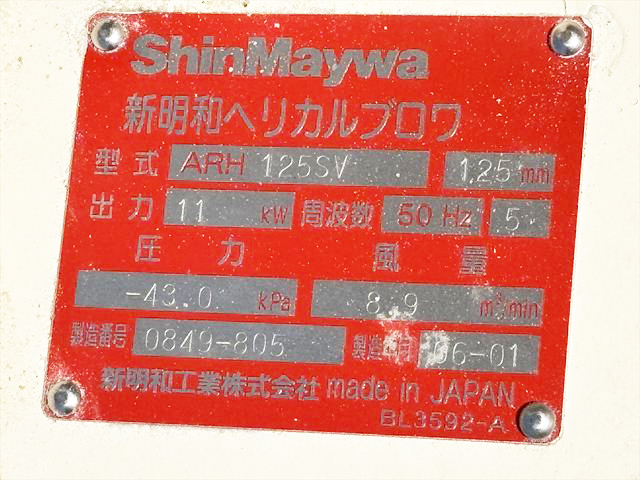 ShinMaywa
新明和ヘリカルブロワ
型式 ARH 125SV 125 mm
出力 11 kW 周波数 50 Hz 5
圧力 風量
-43.0 kPa 8.9 m³/min
製造番号 0849-805 製造 06-01
新明和工業株式会社 made in JAPAN
BL3592-A